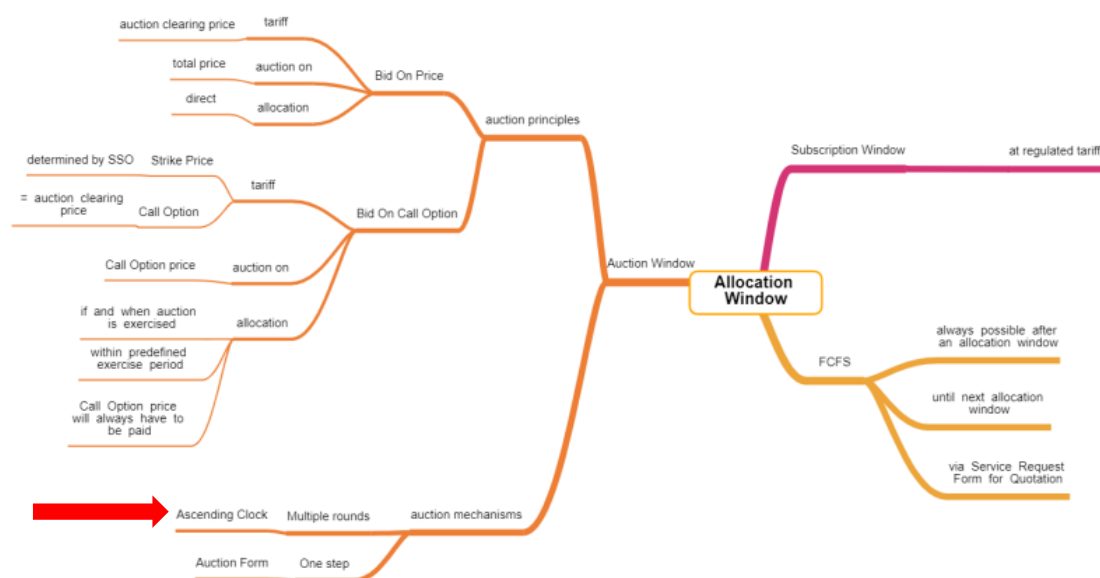 auction clearing price
tariff
total price
auction on
Bid On Price
direct
allocation
auction principles
determined by SSO
Strike Price
= auction clearing
price
Call Option
tariff
Bid On Call Option
Call Option price
auction on
if and when auction
is exercised
allocation
within predefined
exercise period
Call Option price
will always have to
be paid
Auction Window
Ascending Clock
Multiple rounds
auction mechanisms
Auction Form
One step
Allocation
Window
Subscription Window
at regulated tariff
FCFS
always possible after
an allocation window
until next allocation
window
via Service Request
Form for Quotation